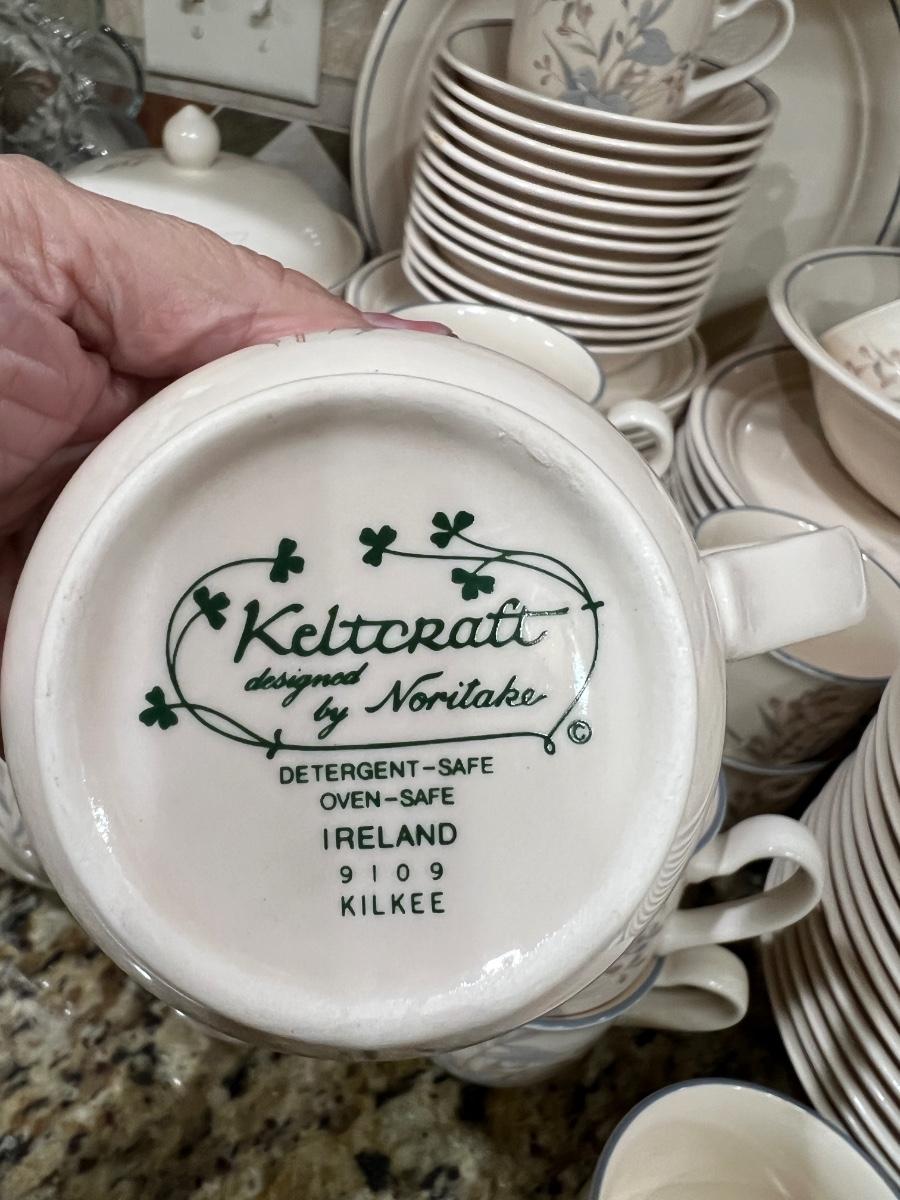 Keltcraft
designed
by Noritake
©
DETERGENT-SAFE
OVEN-SAFE
IRELAND
9109
KILKEE